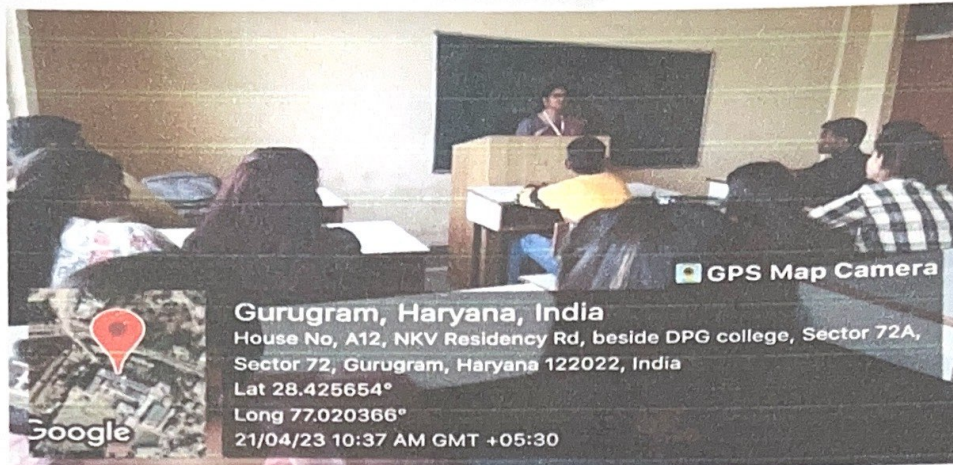 GPS Map Camera
Gurugram, Haryana, India
House No, A12, NKV Residency Rd, beside DPG college, Sector 72A,
Sector 72, Gurugram, Haryana 122022, India
Lat 28.425654°
Long 77.020366°
21/04/23 10:37 AM GMT +05:30
Google